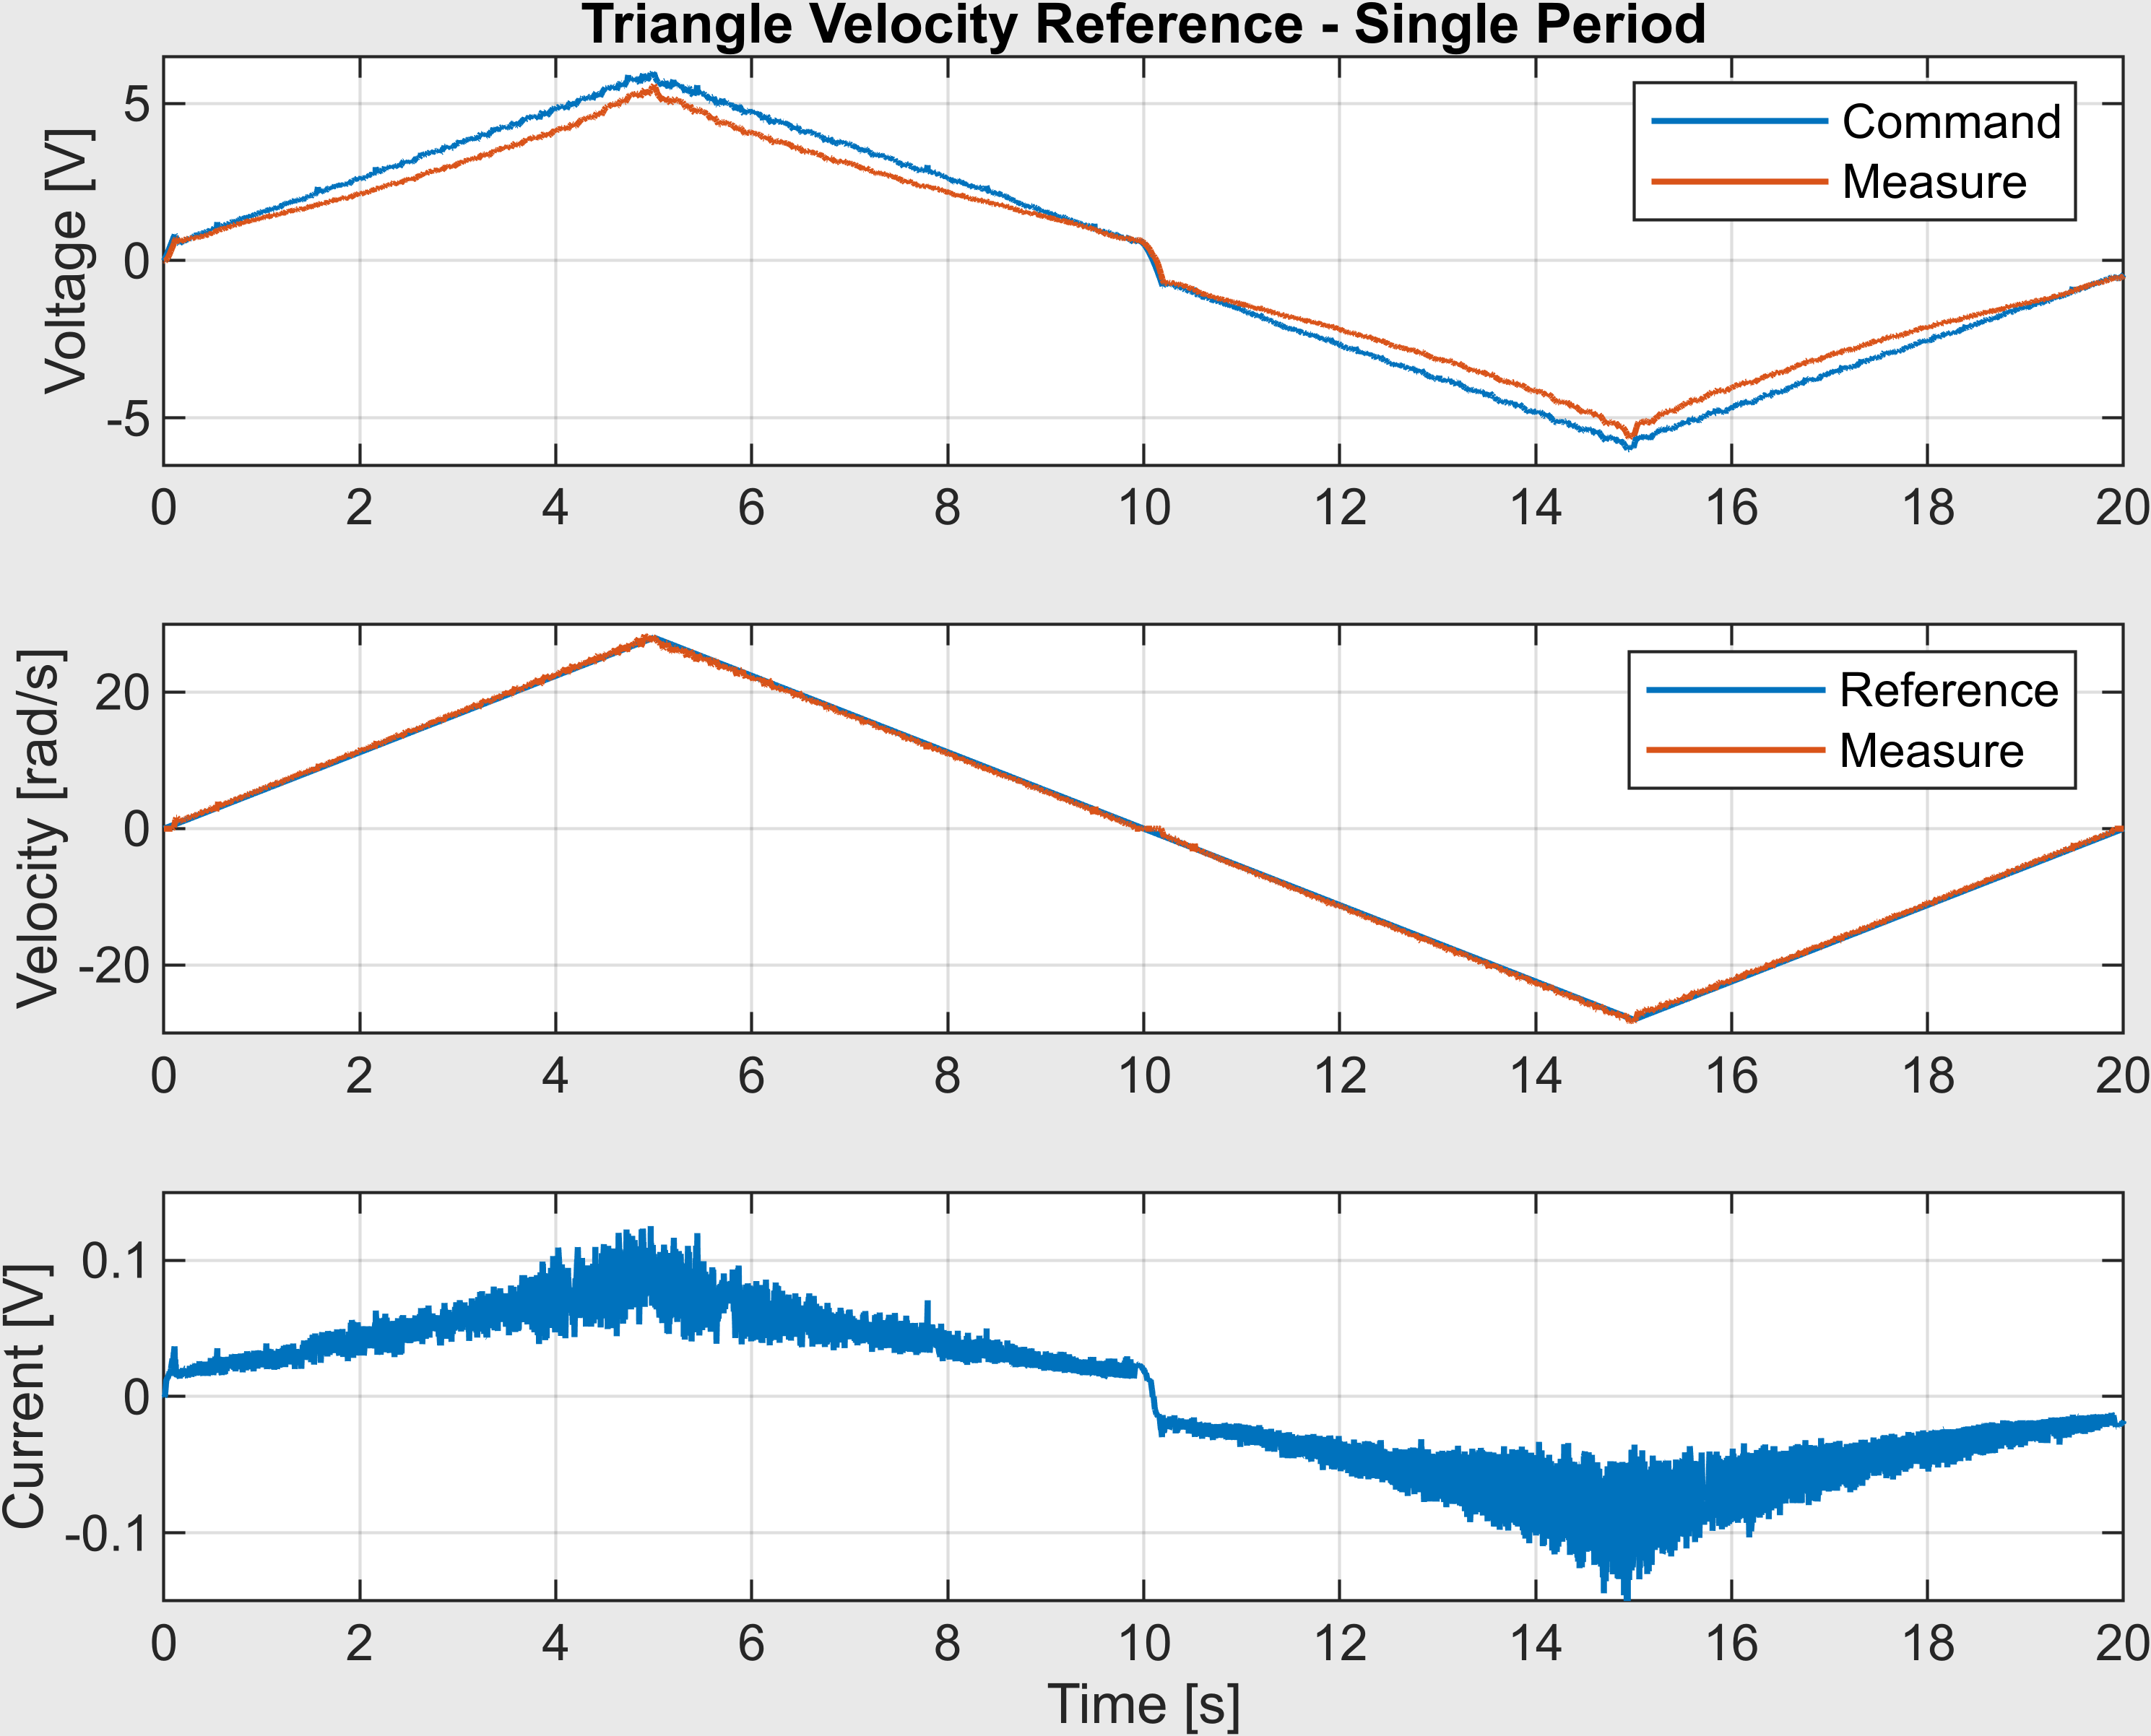 Triangle Velocity Reference - Single Period
Voltage [V]
5
0
-5
Command
Measure
0 2 4 6 8 10 12 14 16 18 20
Velocity [rad/s]
20
0
-20
Reference
Measure
0 2 4 6 8 10 12 14 16 18 20
Current [V]
0.1
0
-0.1
0 2 4 6 8 10 12 14 16 18 20
Time [s]